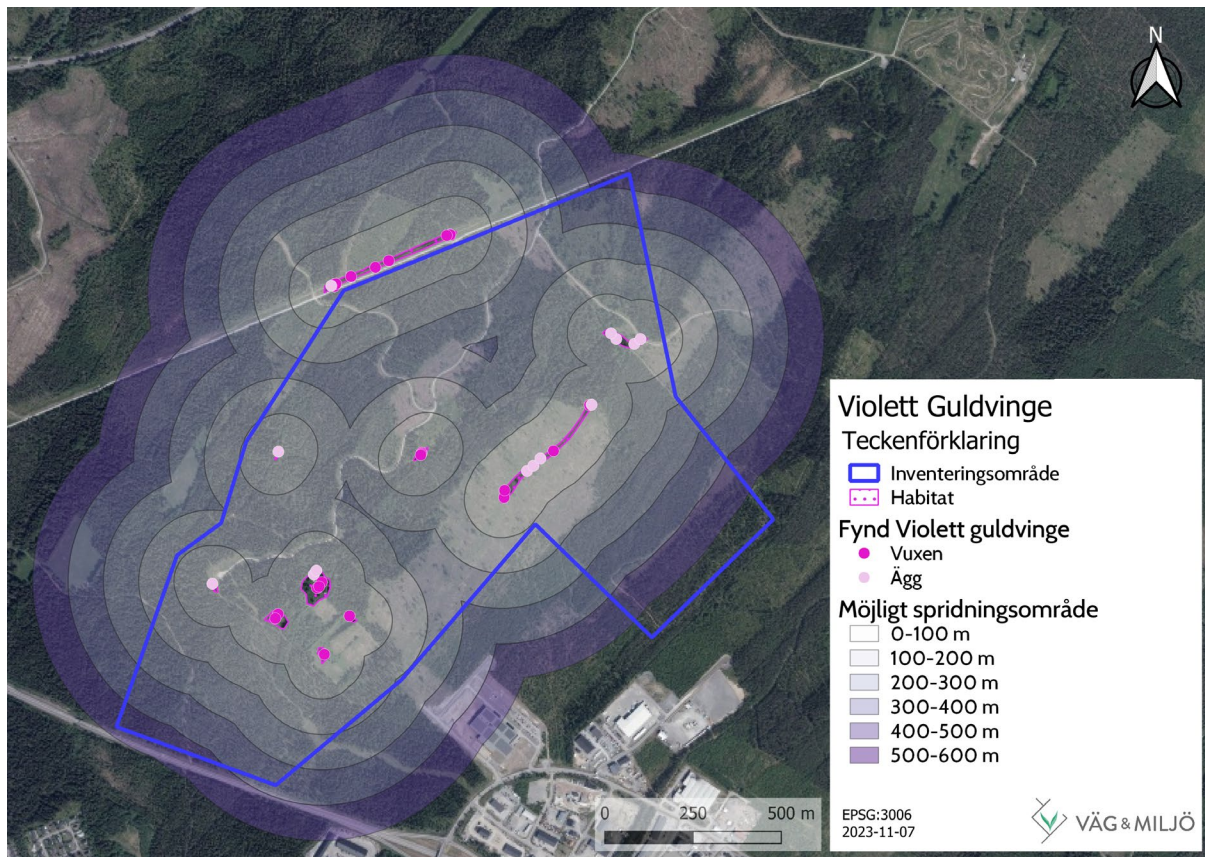 N
Violett Guldvinge
Teckenförklaring
Inventeringsområde
Habitat
Fynd Violett guldvinge
Vuxen
Ägg
Möjligt spridningsområde
0-100 m
100-200 m
200-300 m
300-400 m
400-500 m
500-600 m
0 250 500 m
EPSG:3006
2023-11-07
VÄG & MILJÖ